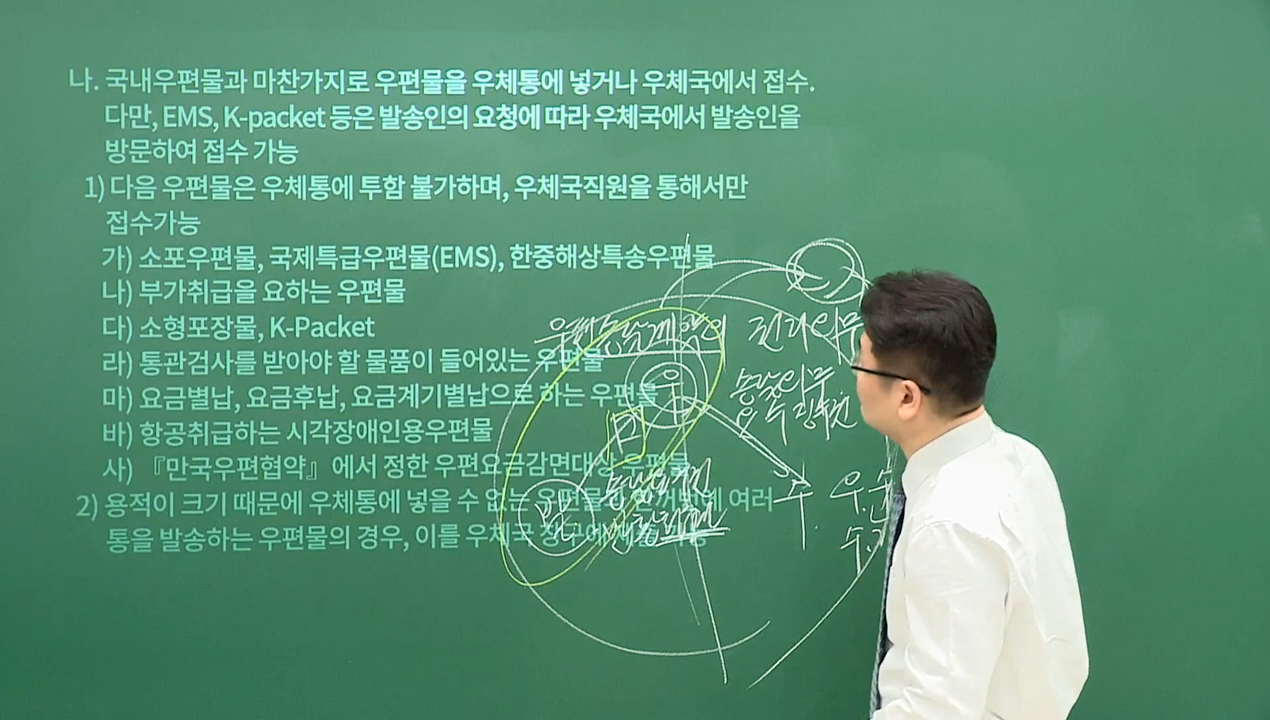 나. 국내우편물과 마찬가지로 우편물을 우체통에 넣거나 우체국에서 접수.
다만, EMS, K-packet 등은 발송인의 요청에 따라 우체국에서 발송인을
방문하여 접수 가능
1) 다음 우편물은 우체통에 투함 불가하며, 우체국직원을 통해서만
접수가능
가) 소포우편물, 국제특급우편물(EMS), 한중해상특송우편물
나) 부가취급을 요하는 우편물
다) 소형포장물, K-Packet
라) 통관검사를 받아야 할 물품이 들어있는 우편물
마) 요금별납, 요금후납, 요금계기별납으로 하는 우편물
바) 항공취급하는 시각장애인용우편물
사) 『만국우편협약』에서 정한 우편요금감면대상 우편물
2) 용적이 크기 때문에 우체통에 넣을 수 없는 우편물과 한꺼번에 여러
통을 발송하는 우편물의 경우, 이를 우체국 창구에
우
송달의무
수